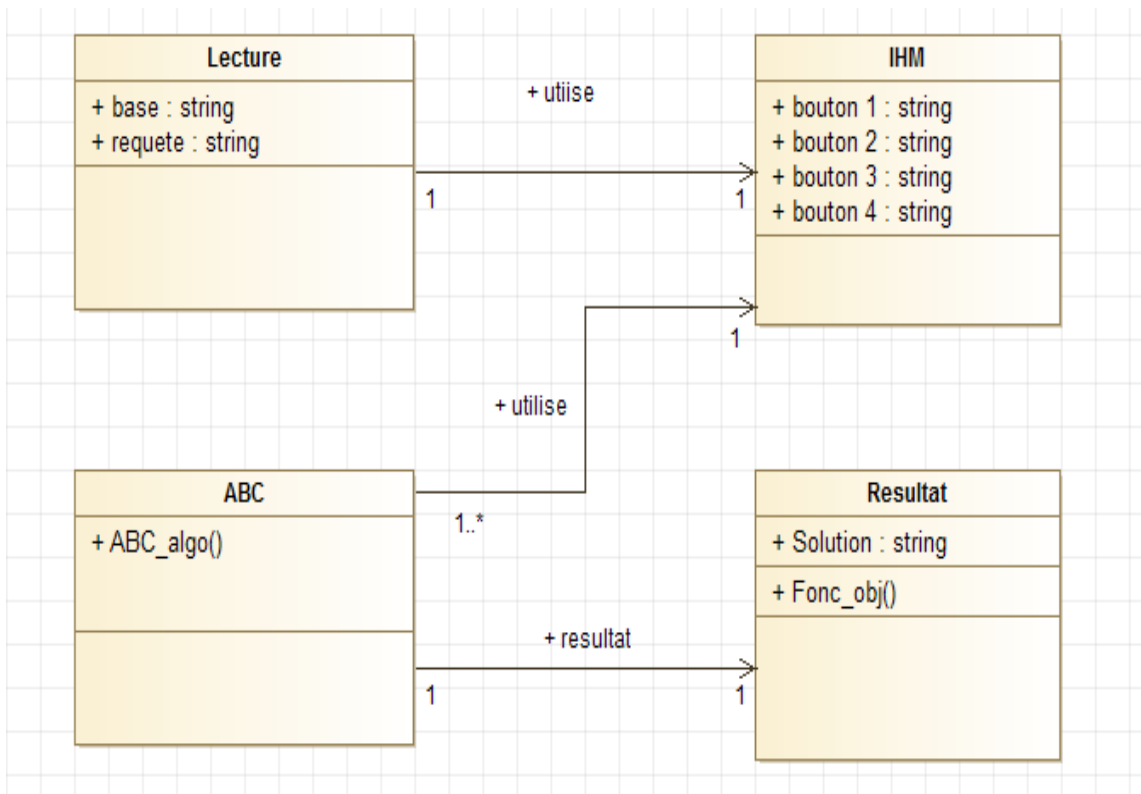 Lecture
+ base : string
+ requete : string
+ utiise
1
1
IHM
+ bouton 1 : string
+ bouton 2 : string
+ bouton 3 : string
+ bouton 4 : string
1
+ utilise
1..*
ABC
+ ABC_algo()
+ resultat
1
1
Resultat
+ Solution : string
+ Fonc_obj()